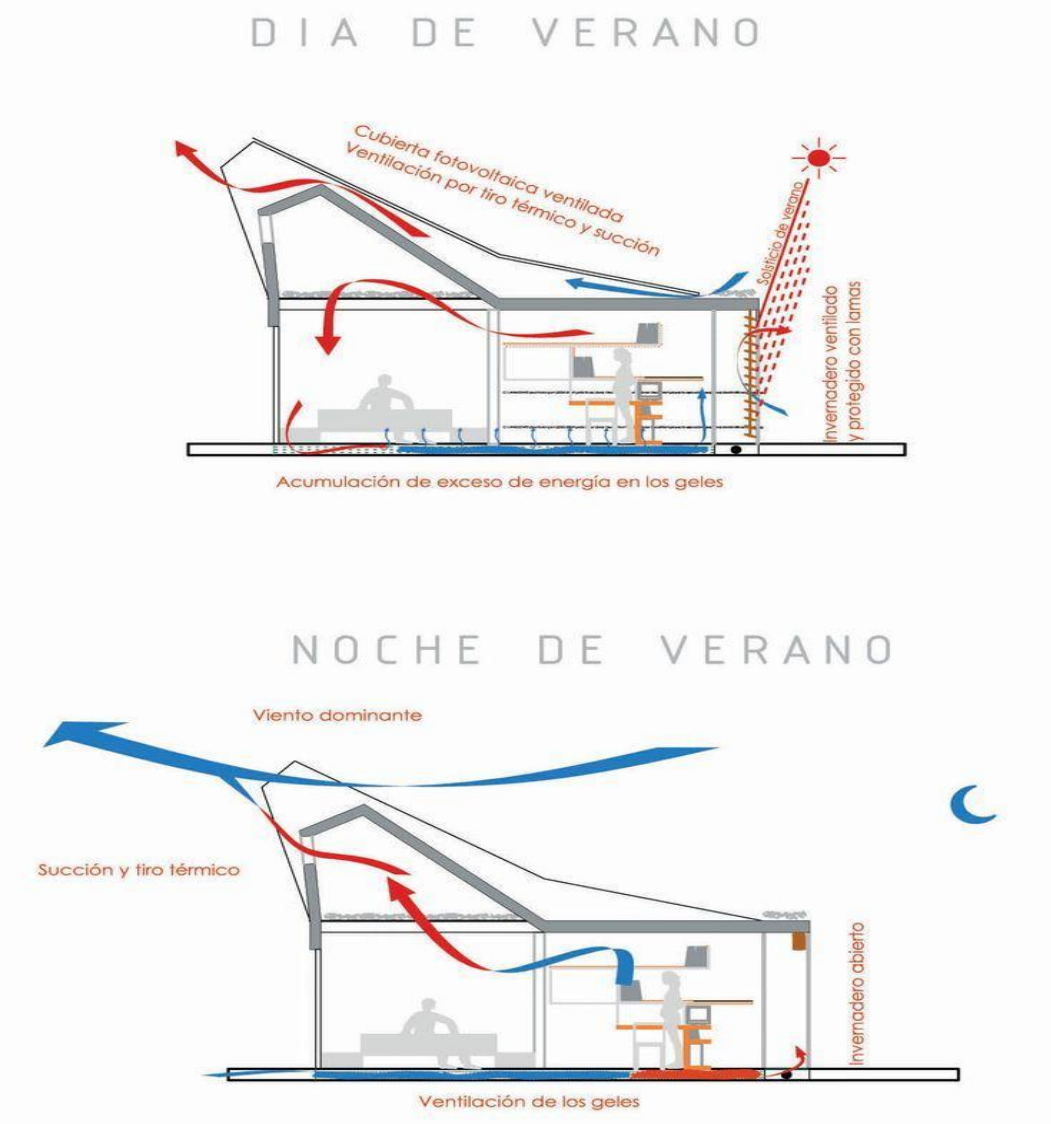 DIA DE VERANO
Cubierta fotovoltaica ventilada
Ventilación por tiro térmico y succión
Solsticio de verano
Invernadero ventilado
y protegido con lamas
Acumulación de exceso de energía en los geles
NOCHE DE VERANO
Viento dominante
Succión y tiro térmico
Invernadero abierto
Ventilación de los geles